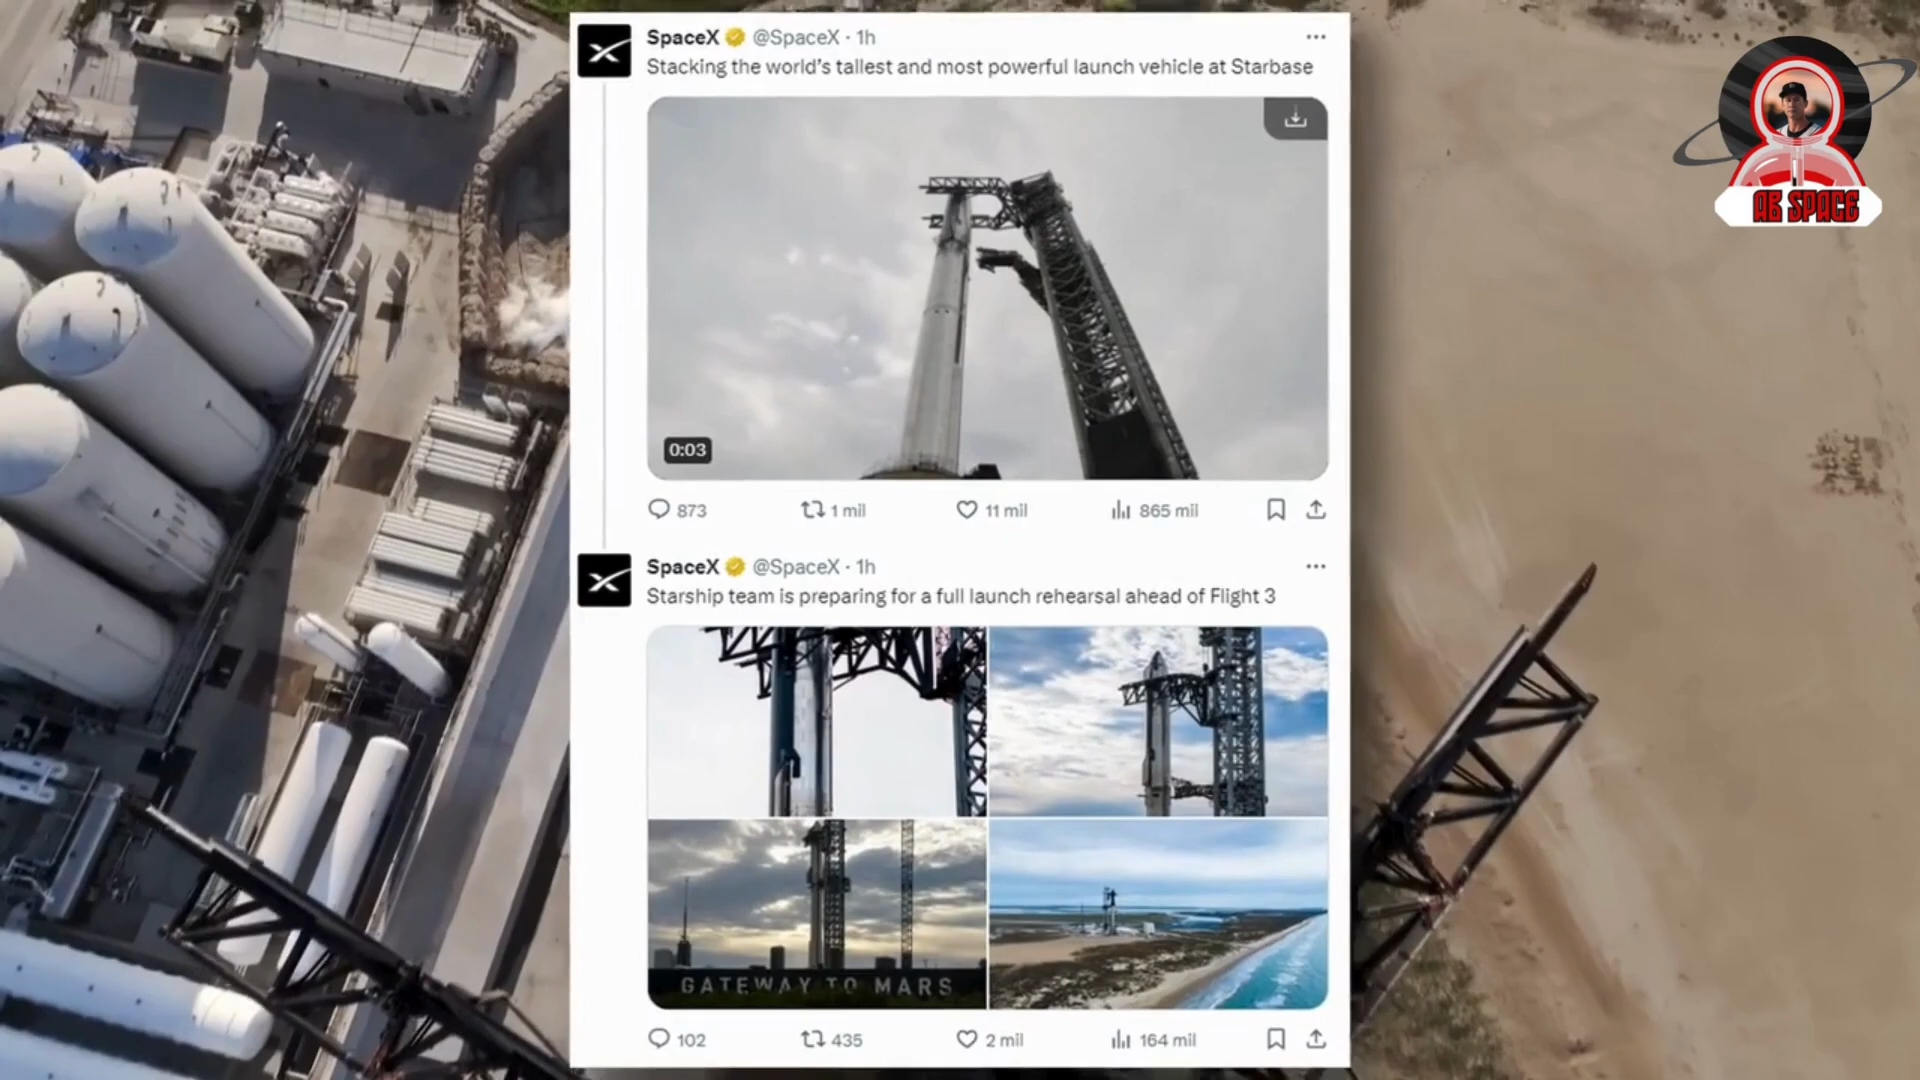 SpaceX @SpaceX · 1h
Stacking the world's tallest and most powerful launch vehicle at Starbase
0:03
873 1 mil 11 mil 865 mil
SpaceX @SpaceX · 1h
Starship team is preparing for a full launch rehearsal ahead of Flight 3
GATEWAY TO MARS
102 435 2 mil 164 mil
AB SPACE